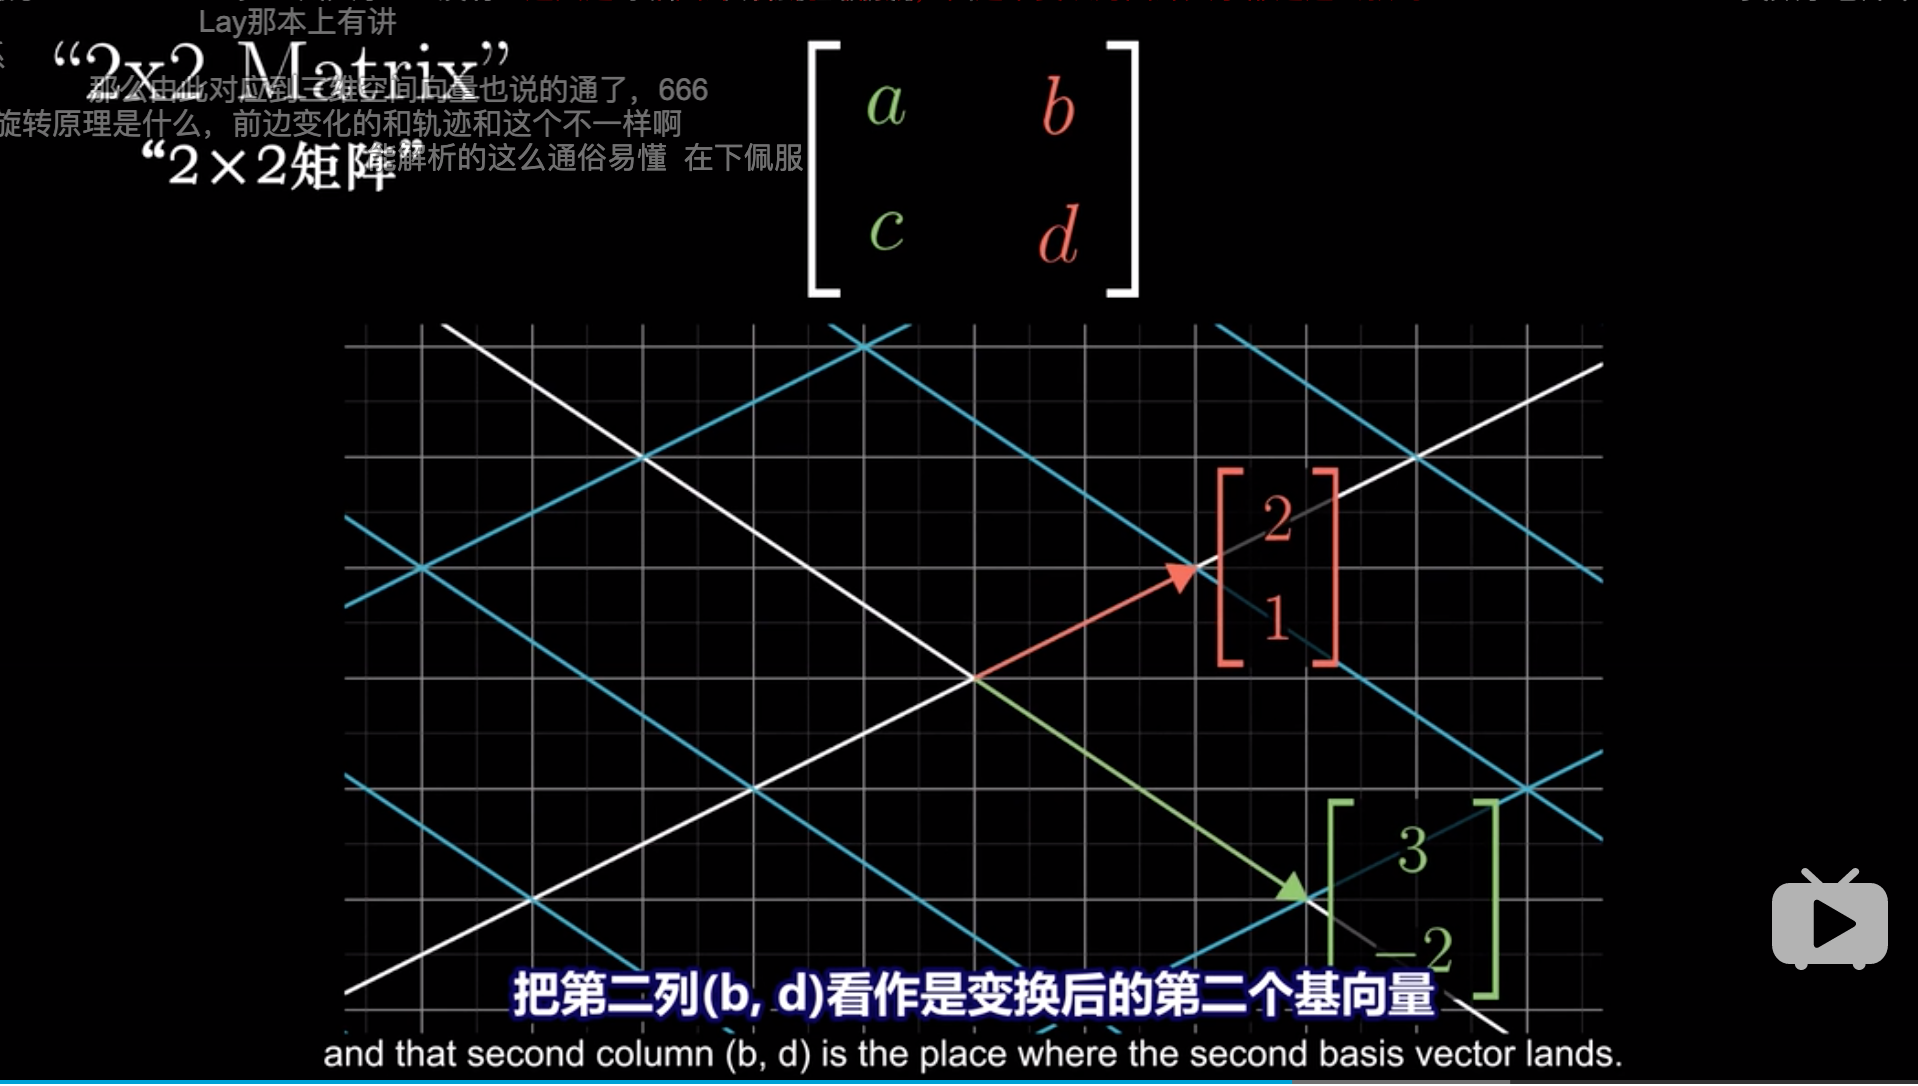 Lay那本上有讲
“2x2 Matrix”
那么由此对应到三维空间向量也说的通了，666
旋转原理是什么，前边变化的和轨迹和这个不一样啊
“2×2矩阵”
能解析的这么通俗易懂 在下佩服
a b
c d
2
1
3
-2
把第二列(b, d)看作是变换后的第二个基向量
and that second column (b, d) is the place where the second basis vector lands.